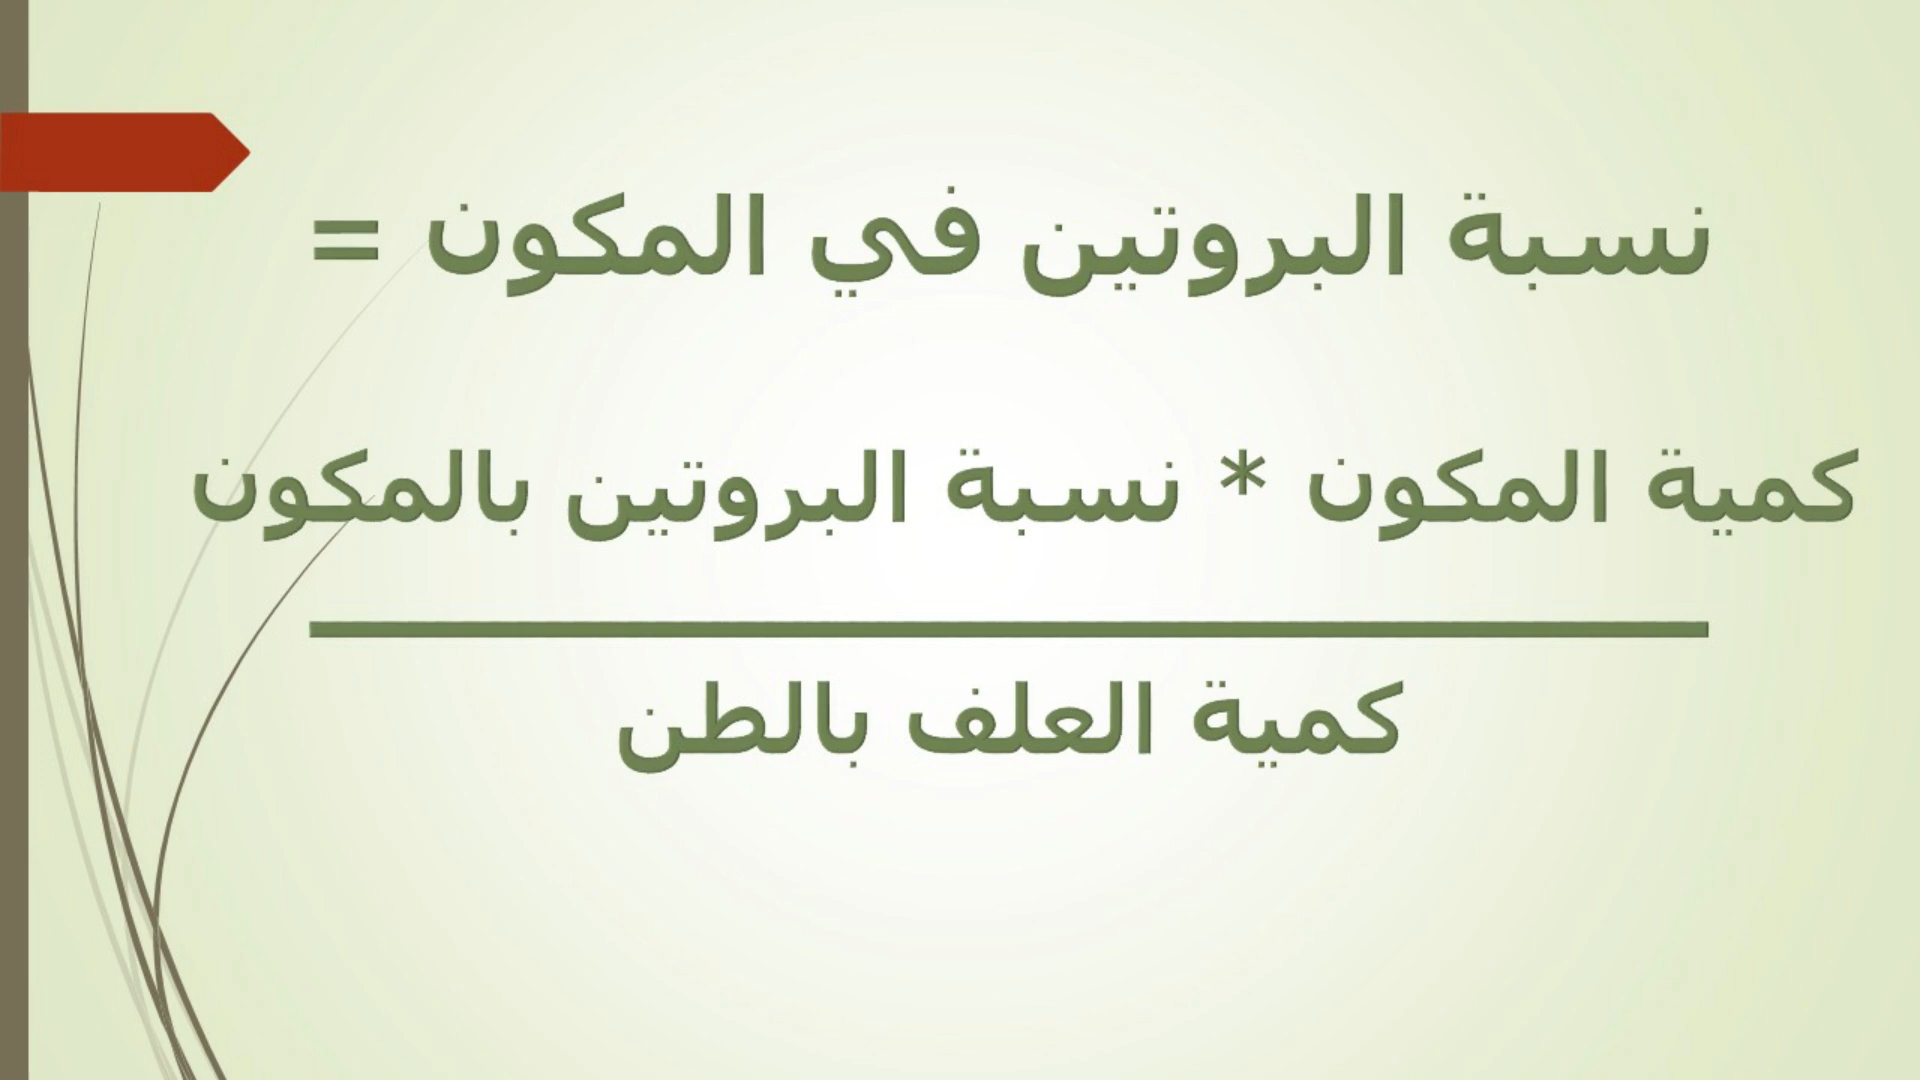 نسبة البروتين في المكون =
كمية المكون * نسبة البروتين بالمكون
كمية العلف بالطن